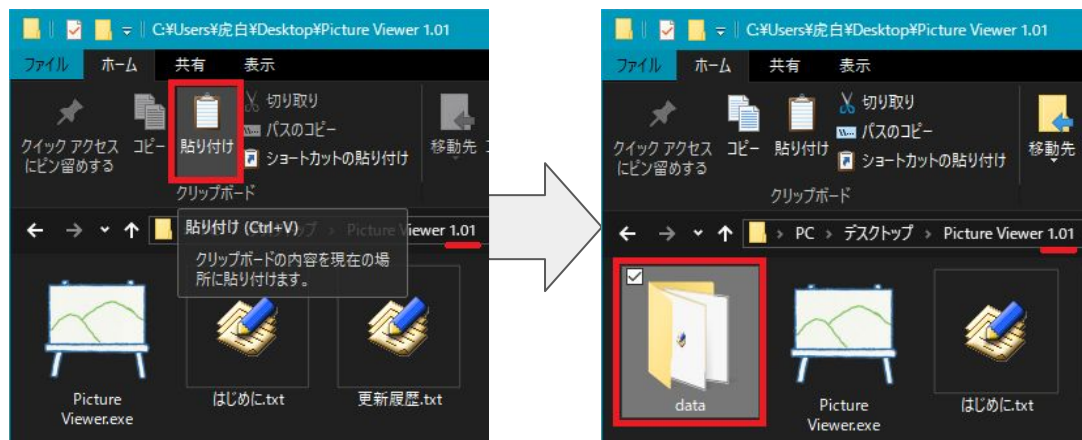 C:¥Users¥虎白¥Desktop¥Picture Viewer 1.01
ファイル ホーム 共有 表示
クイック アクセス
にピン留めする
コピー
貼り付け
切り取り
パスのコピー
ショートカットの貼り付け
移動先
クリップボード
Picture Viewer 1.01
貼り付け (Ctrl+V)
クリップボードの内容を現在の場
所に貼り付けます。
Picture
Viewer.exe
はじめに.txt
更新履歴.txt
C:¥Users¥虎白¥Desktop¥Picture Viewer 1.01
ファイル ホーム 共有 表示
クイック アクセス
にピン留めする
コピー
貼り付け
切り取り
パスのコピー
ショートカットの貼り付け
移動先
クリップボード
PC › デスクトップ › Picture Viewer 1.01
data
Picture
Viewer.exe
はじめに.txt